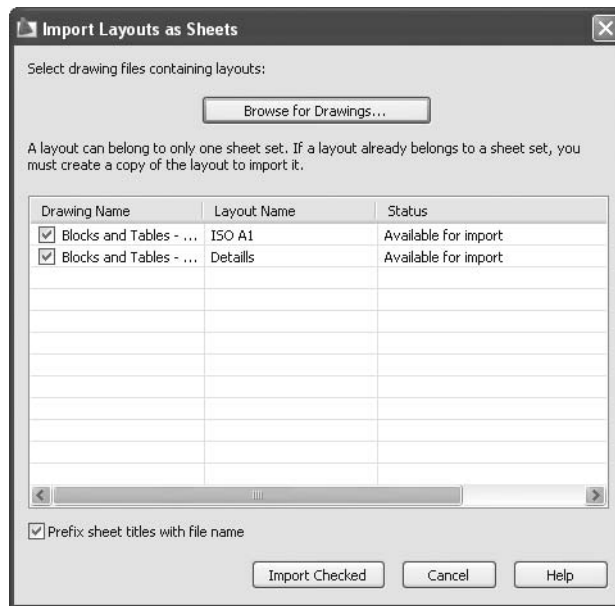 Import Layouts as Sheets
Select drawing files containing layouts:
Browse for Drawings...
A layout can belong to only one sheet set. If a layout already belongs to a sheet set, you
must create a copy of the layout to import it.
Drawing Name Layout Name Status
Blocks and Tables - ... ISO A1 Available for import
Blocks and Tables - ... Detaills Available for import
Prefix sheet titles with file name
Import Checked Cancel Help